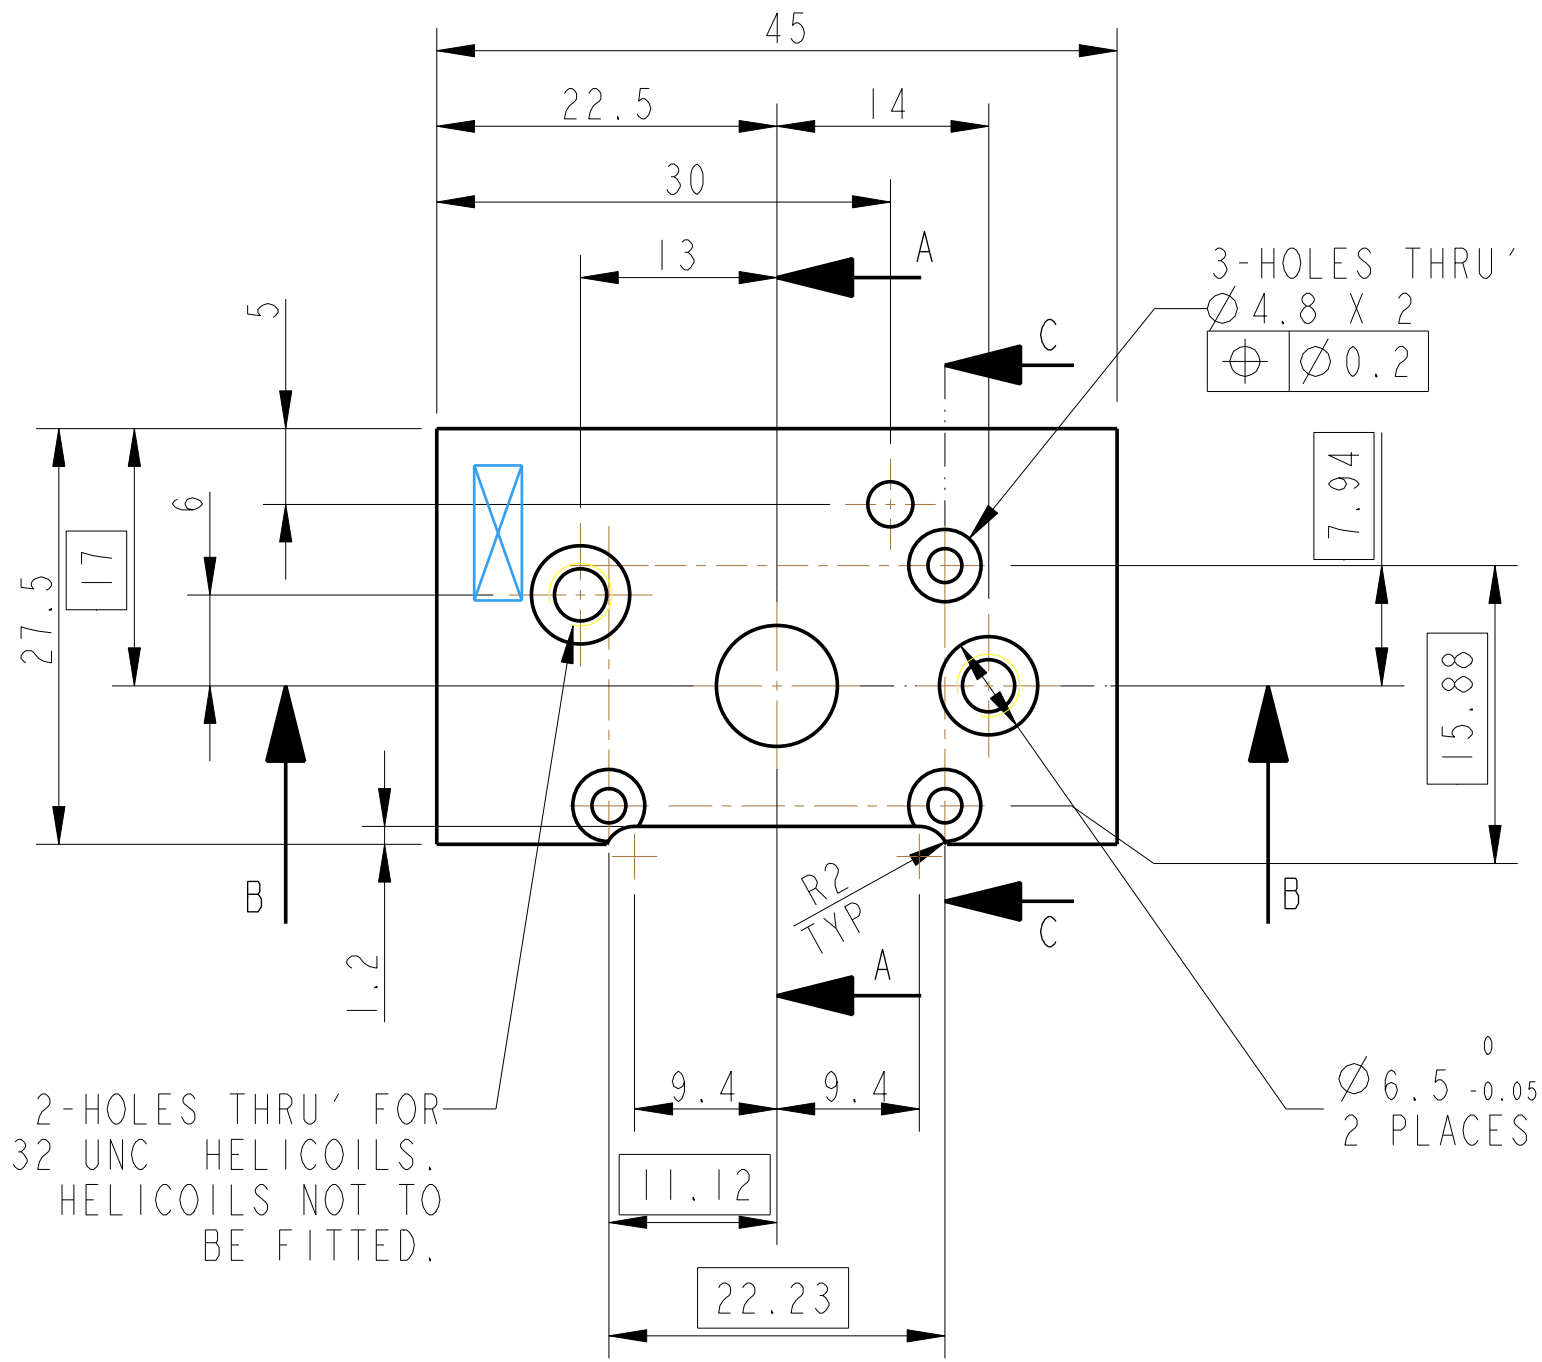 45
22.5
14
30
13
A
5
C
3-HOLES THRU'
Ø4.8 X 2
⌖ Ø0.2
7.94
6
17
27.5
15.88
B
B
R2
TYP
C
1.2
A
9.4
9.4
0
Ø6.5 -0.05
2 PLACES
2-HOLES THRU' FOR
32 UNC HELICOILS.
HELICOILS NOT TO
BE FITTED.
11.12
22.23